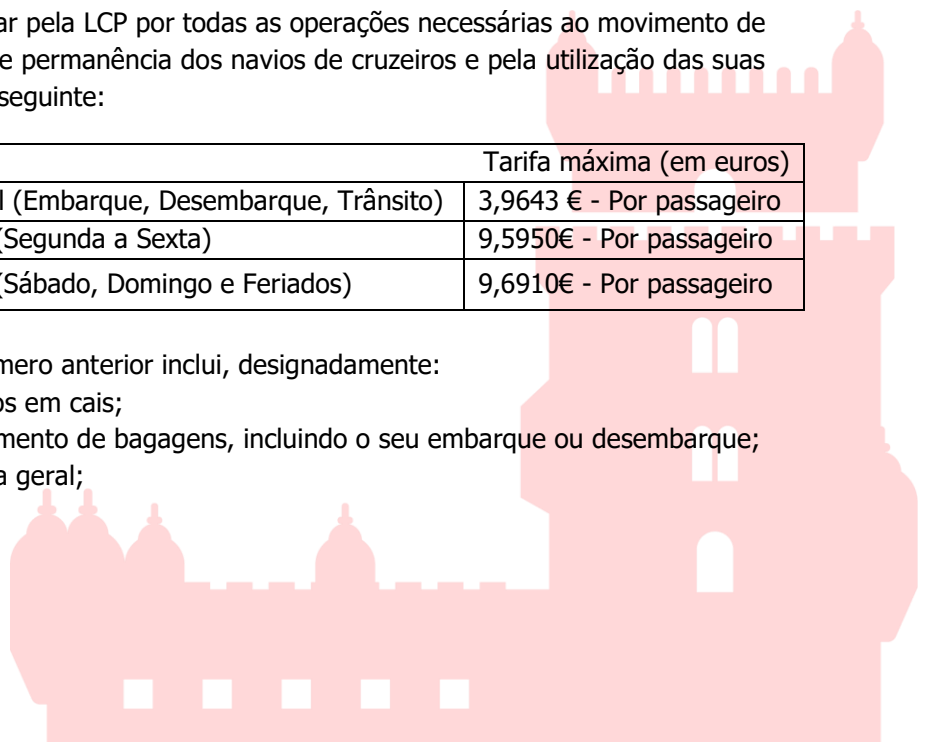 ar pela LCP por todas as operações necessárias ao movimento de
e permanência dos navios de cruzeiros e pela utilização das suas
seguinte:
Tarifa máxima (em euros)
l (Embarque, Desembarque, Trânsito) 3,9643 € - Por passageiro
(Segunda a Sexta) 9,5950€ - Por passageiro
(Sábado, Domingo e Feriados) 9,6910€ - Por passageiro
mero anterior inclui, designadamente:
os em cais;
mento de bagagens, incluindo o seu embarque ou desembarque;
a geral;